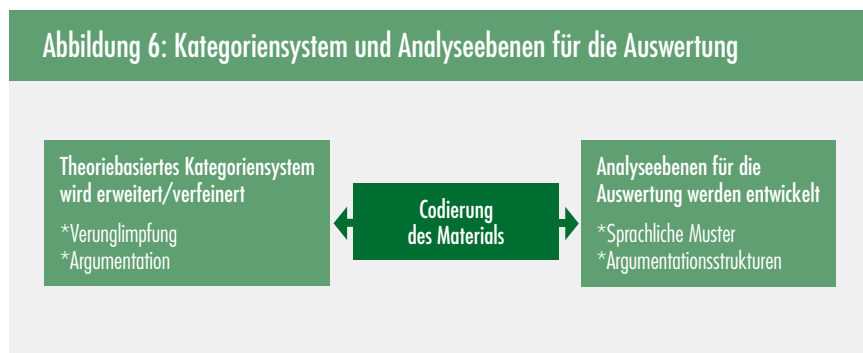 Abbildung 6: Kategoriensystem und Analyseebenen für die Auswertung
Theoriebasiertes Kategoriensystem
wird erweitert/verfeinert
*Verunglimpfung
*Argumentation
Codierung
des Materials
Analyseebenen für die
Auswertung werden entwickelt
*Sprachliche Muster
*Argumentationsstrukturen